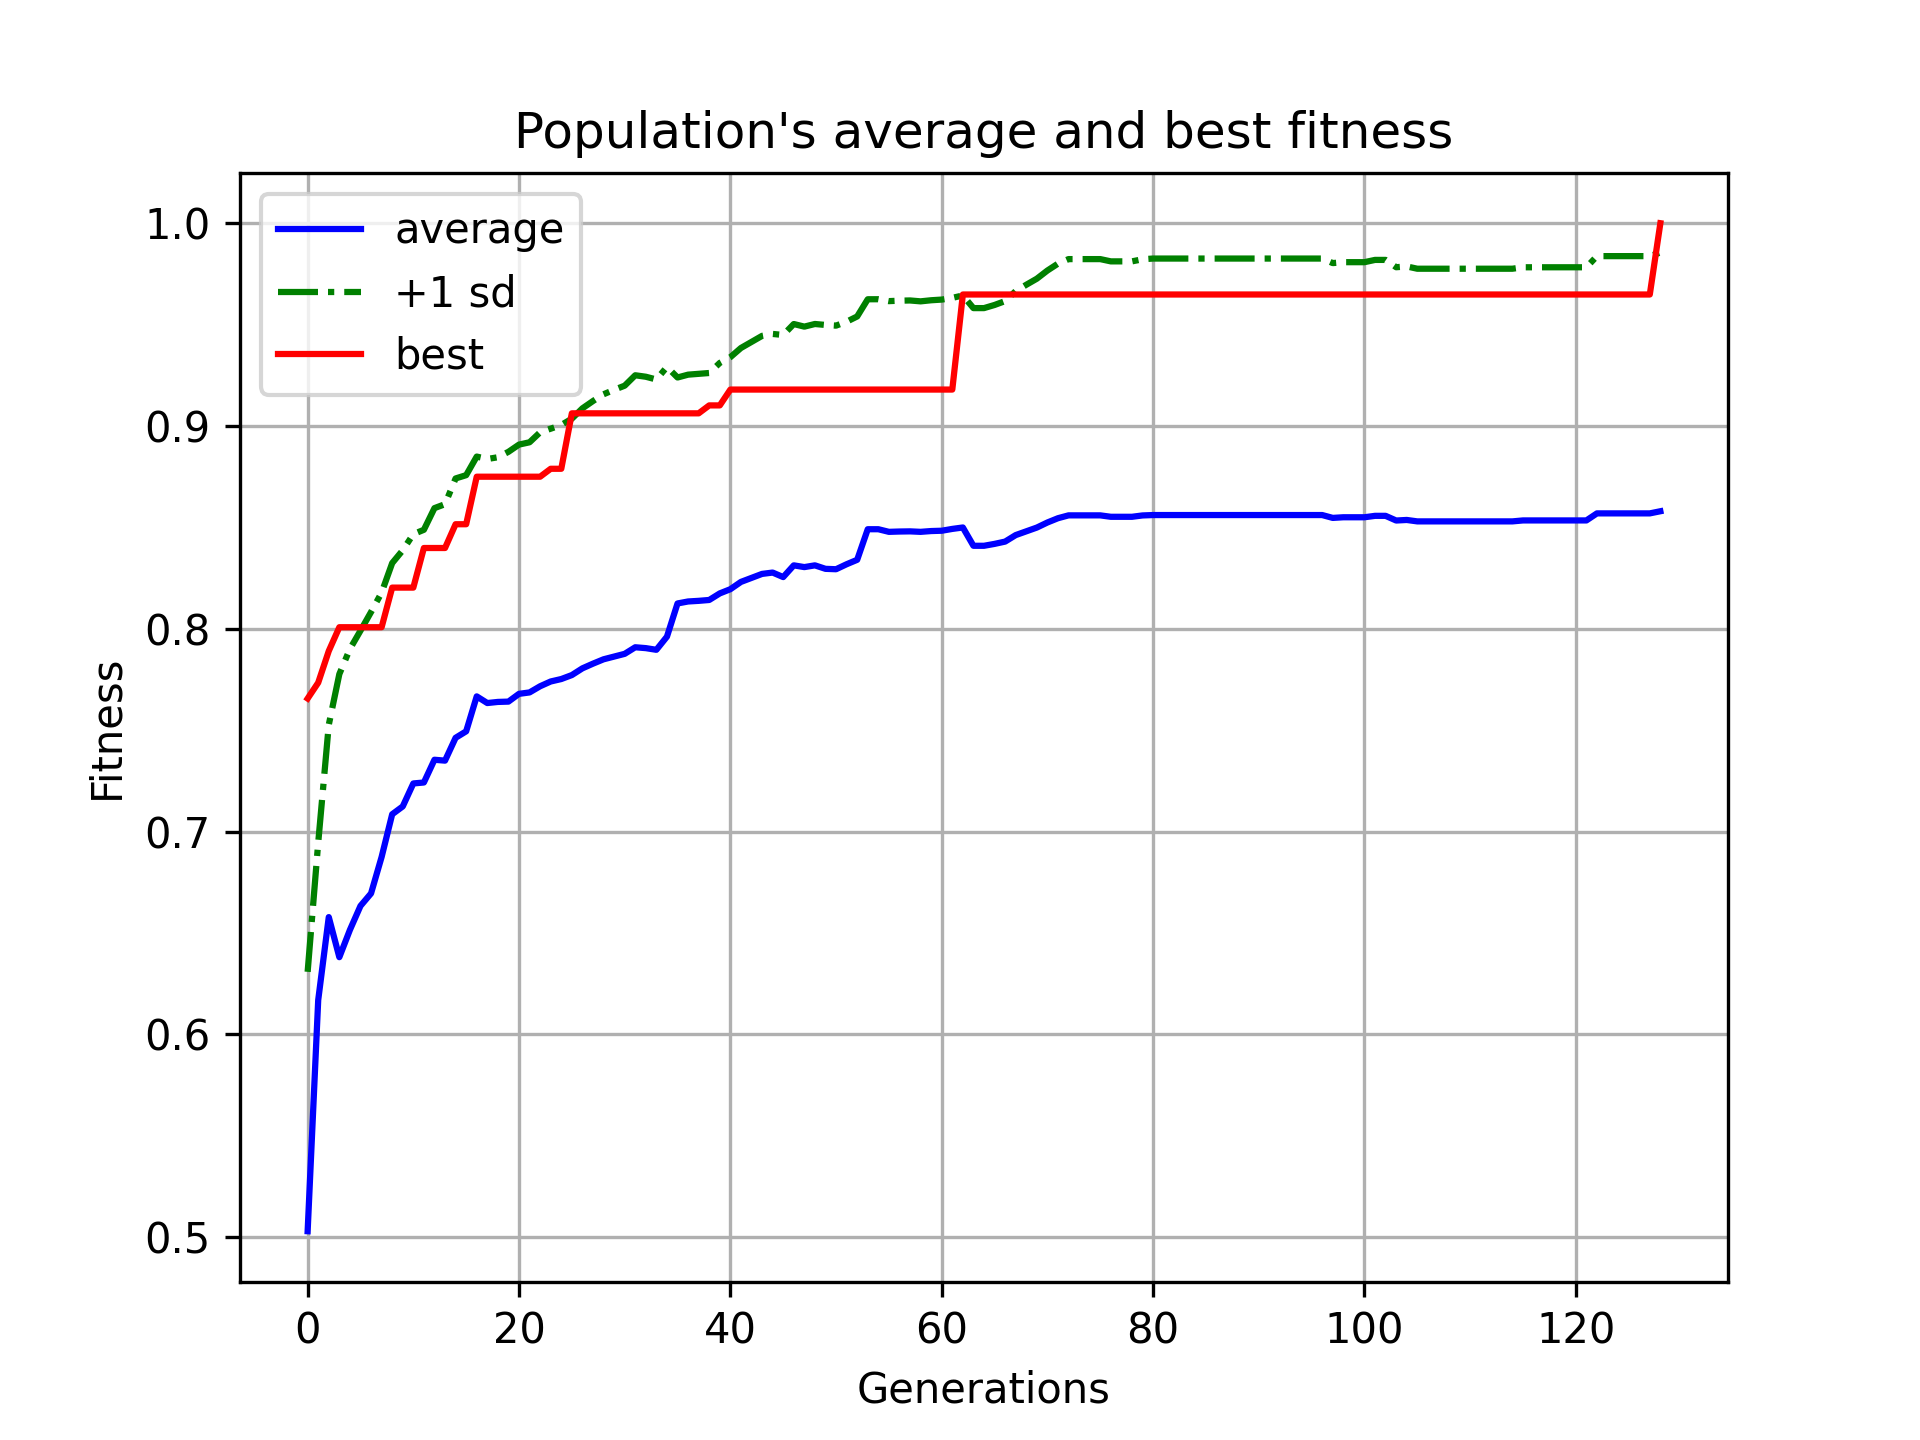 Population's average and best fitness
average
+1 sd
best
1.0
0.9
0.8
0.7
0.6
0.5
Fitness
0 20 40 60 80 100 120
Generations